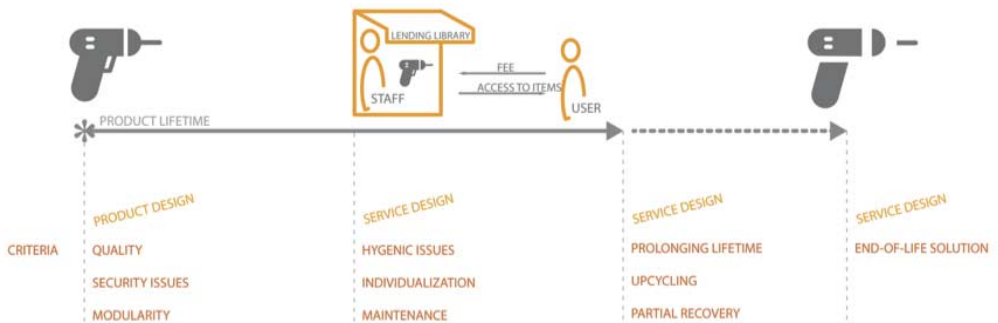 LENDING LIBRARY
FEE
ACCESS TO ITEMS
STAFF
USER
PRODUCT LIFETIME
PRODUCT DESIGN
SERVICE DESIGN
SERVICE DESIGN
SERVICE DESIGN
CRITERIA QUALITY HYGENIC ISSUES PROLONGING LIFETIME END-OF-LIFE SOLUTION
SECURITY ISSUES INDIVIDUALIZATION UPCYCLING
MODULARITY MAINTENANCE PARTIAL RECOVERY